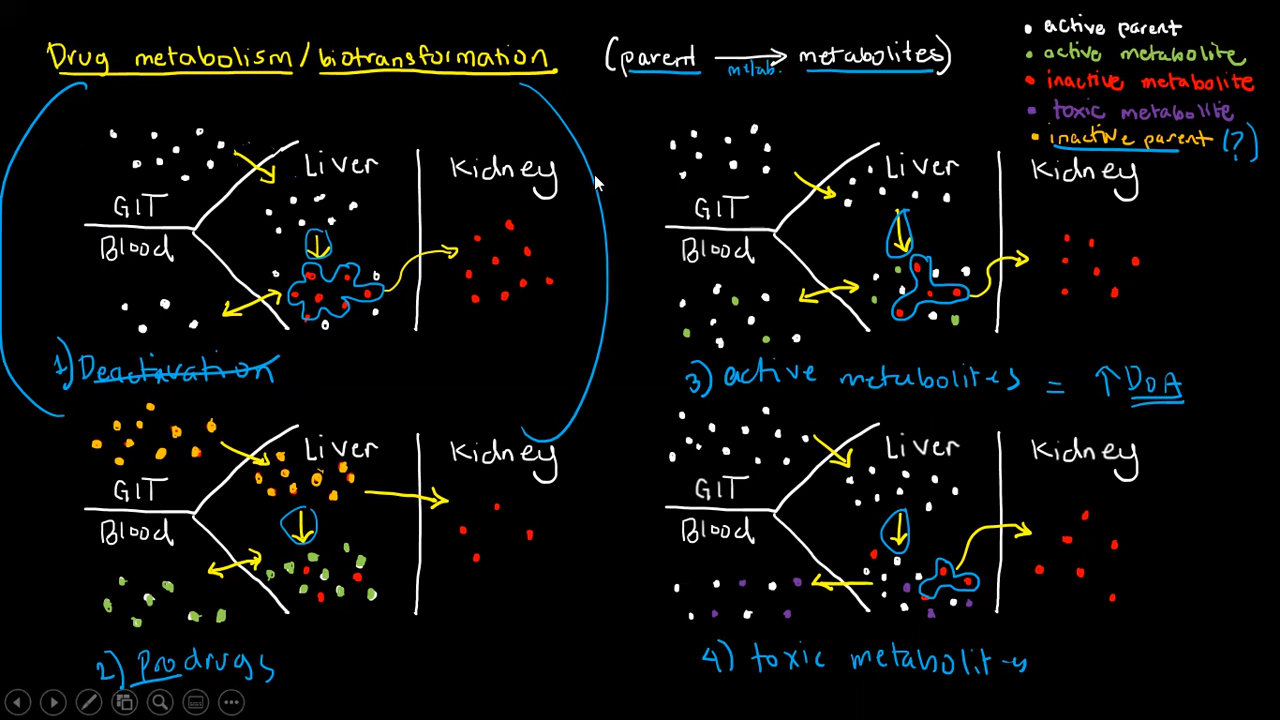 Drug metabolism / biotransformation
(parent → metabolites)
metab.
active parent
active metabolite
inactive metabolite
toxic metabolite
inactive parent (?)
Liver
Kidney
GIT
Blood
1) Deactivation
Liver
Kidney
GIT
Blood
3) active metabolites = ↑ DoA
Liver
Kidney
GIT
Blood
2) Prodrugs
Liver
Kidney
GIT
Blood
4) toxic metabolites